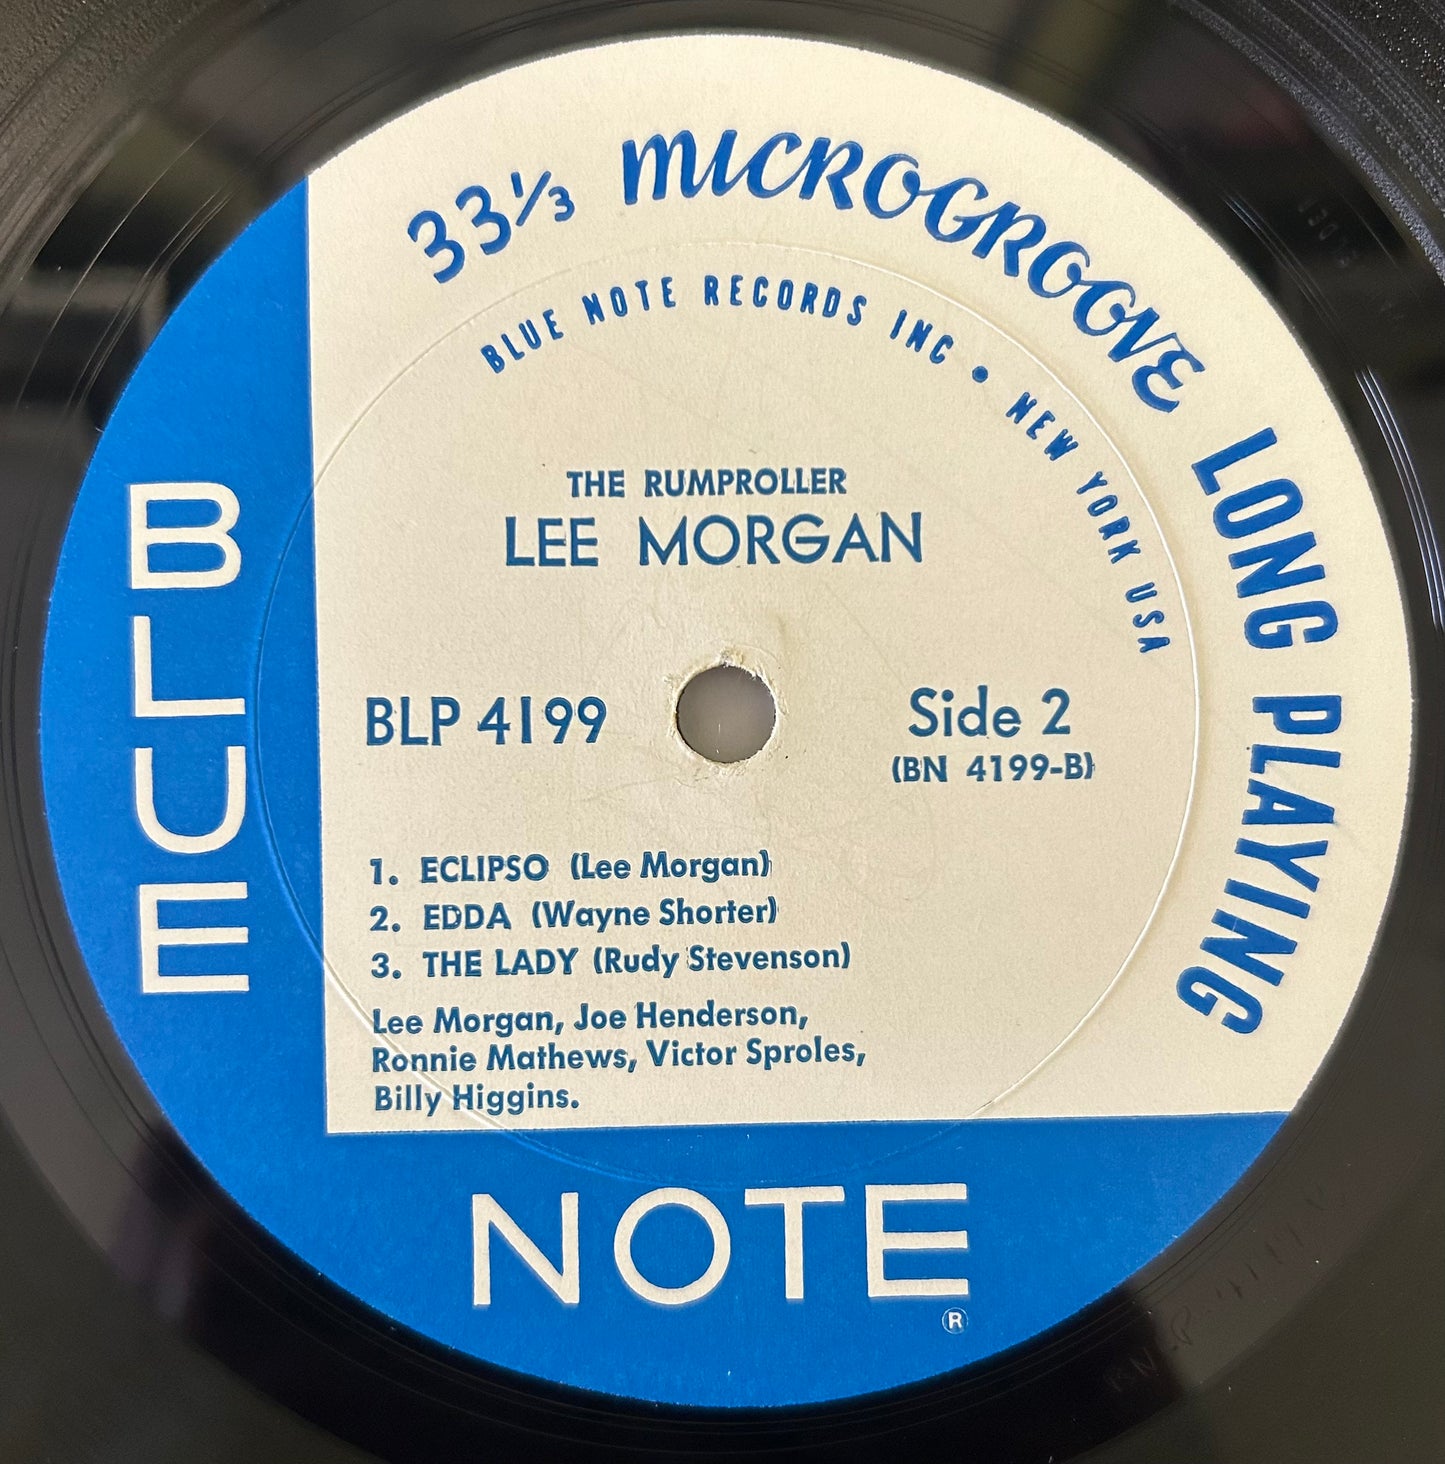 33⅓ MICROGROOVE LONG PLAYING
BLUE NOTE RECORDS INC • NEW YORK USA
THE RUMPROLLER
LEE MORGAN
BLP 4199
Side 2
(BN 4199-B)
1. ECLIPSO (Lee Morgan)
2. EDDA (Wayne Shorter)
3. THE LADY (Rudy Stevenson)
Lee Morgan, Joe Henderson,
Ronnie Mathews, Victor Sproles,
Billy Higgins.
BLUE
NOTE
®